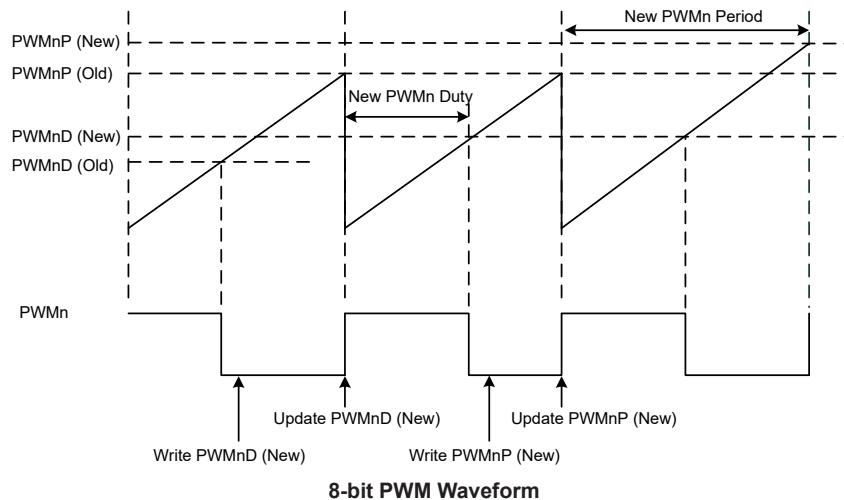 New PWMn Period
PWMnP (New)
PWMnP (Old)
New PWMn Duty
PWMnD (New)
PWMnD (Old)
PWMn
Update PWMnD (New)
Update PWMnP (New)
Write PWMnD (New)
Write PWMnP (New)
8-bit PWM Waveform